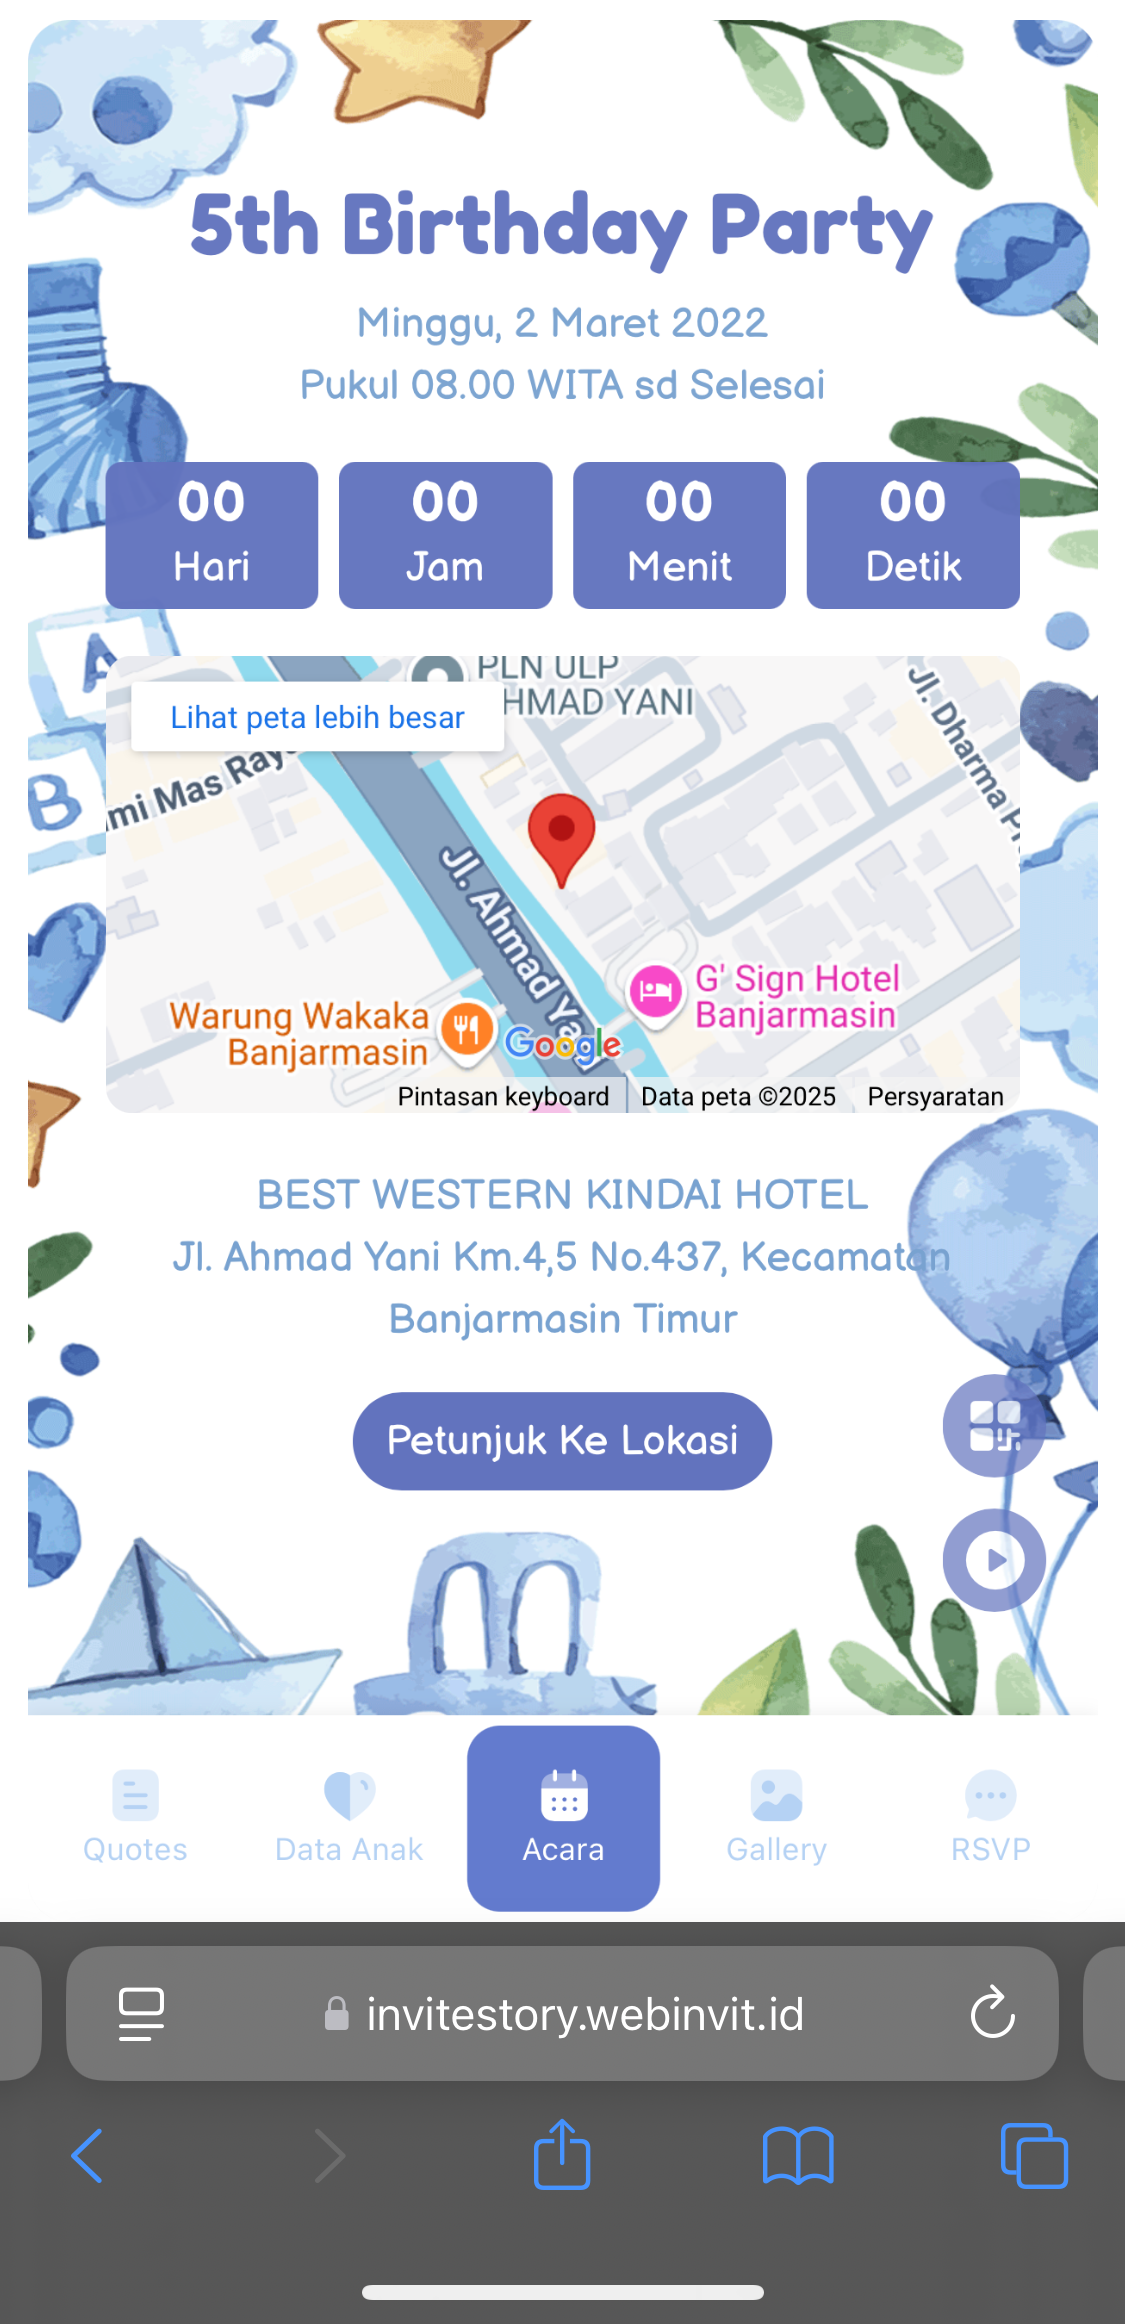 5th Birthday Party
Minggu, 2 Maret 2022
Pukul 08.00 WITA sd Selesai
00 00 00 00
Hari Jam Menit Detik
A
B
PLN ULP
HMAD YANI
Lihat peta lebih besar
mi Mas Raya
Jl. Dharma Pr
Jl. Ahmad Ya
G' Sign Hotel
Banjarmasin
Warung Wakaka
Banjarmasin
Google
Pintasan keyboard Data peta ©2025 Persyaratan
BEST WESTERN KINDAI HOTEL
Jl. Ahmad Yani Km.4,5 No.437, Kecamatan
Banjarmasin Timur
Petunjuk Ke Lokasi
Quotes Data Anak Acara Gallery RSVP
invitestory.webinvit.id